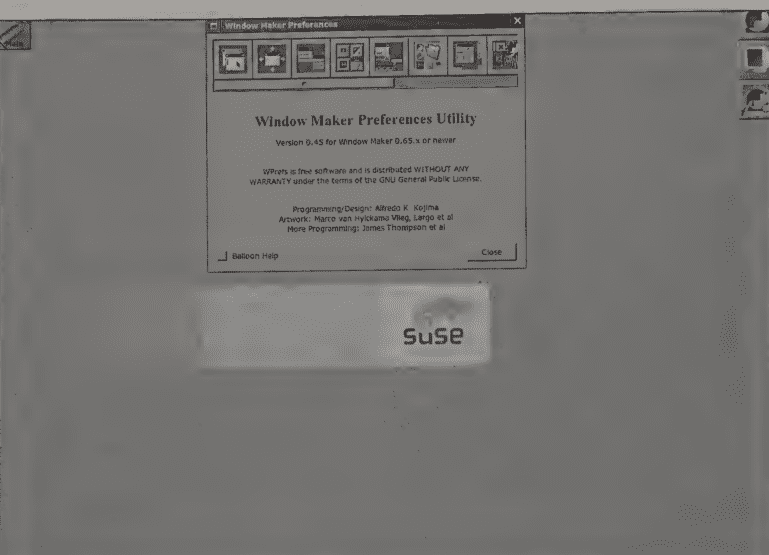 Window Maker Preferences
Window Maker Preferences Utility
Version 0.45 for Window Maker 0.65.x or newer
WPrefs is free software and is distributed WITHOUT ANY
WARRANTY under the terms of the GNU General Public License.
Programming/Design: Alfredo K. Kojima
Artwork: Marco van Hylckama Vlieg, Largo et al
More Programming: James Thompson et al
Balloon Help
Close
suse